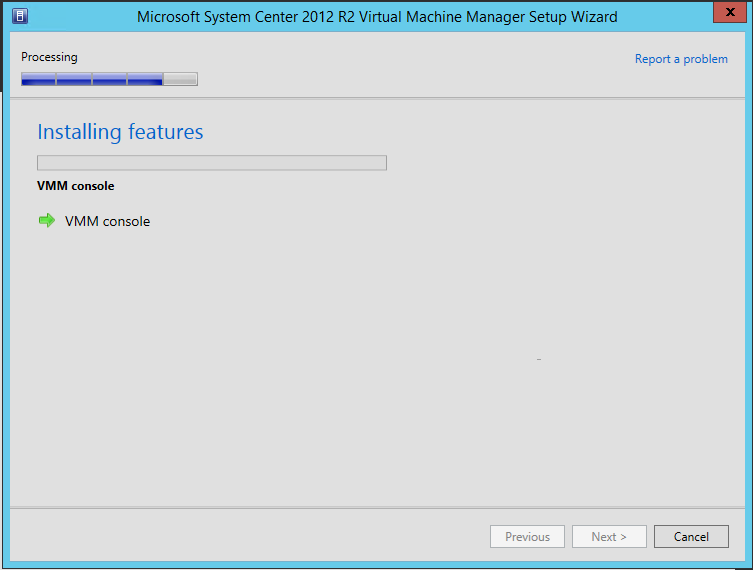 Microsoft System Center 2012 R2 Virtual Machine Manager Setup Wizard
x
Processing
Report a problem
Installing features
VMM console
VMM console
Previous
Next >
Cancel